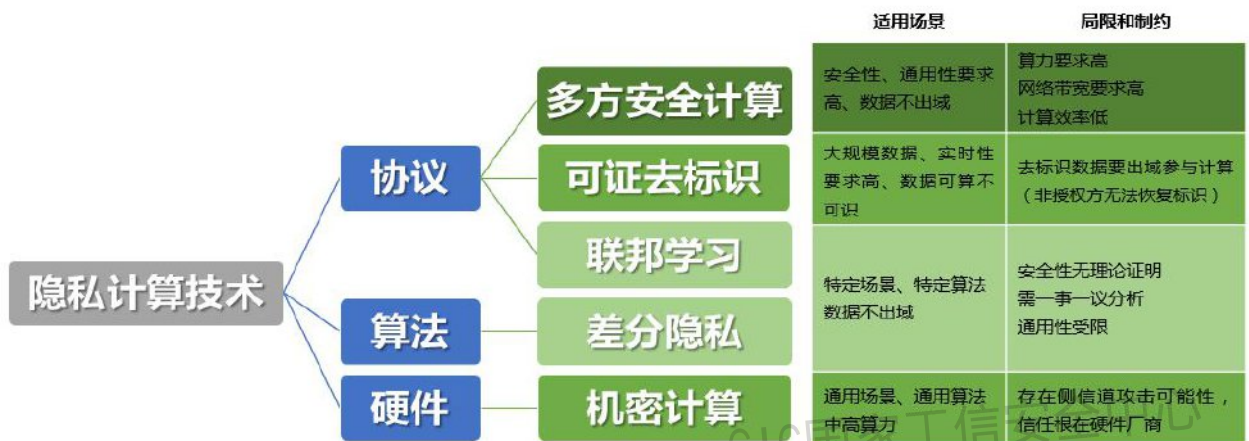 适用场景
局限和制约
隐私计算技术
协议
多方安全计算
安全性、通用性要求
高、数据不出域
算力要求高
网络带宽要求高
计算效率低
可证去标识
大规模数据、实时性
要求高、数据可算不
可识
去标识数据要出域参与计算
（非授权方无法恢复标识）
联邦学习
特定场景、特定算法
数据不出域
安全性无理论证明
需一事一议分析
通用性受限
算法
差分隐私
硬件
机密计算
通用场景、通用算法
中高算力
存在侧信道攻击可能性，
信任根在硬件厂商
国家工信安全中心